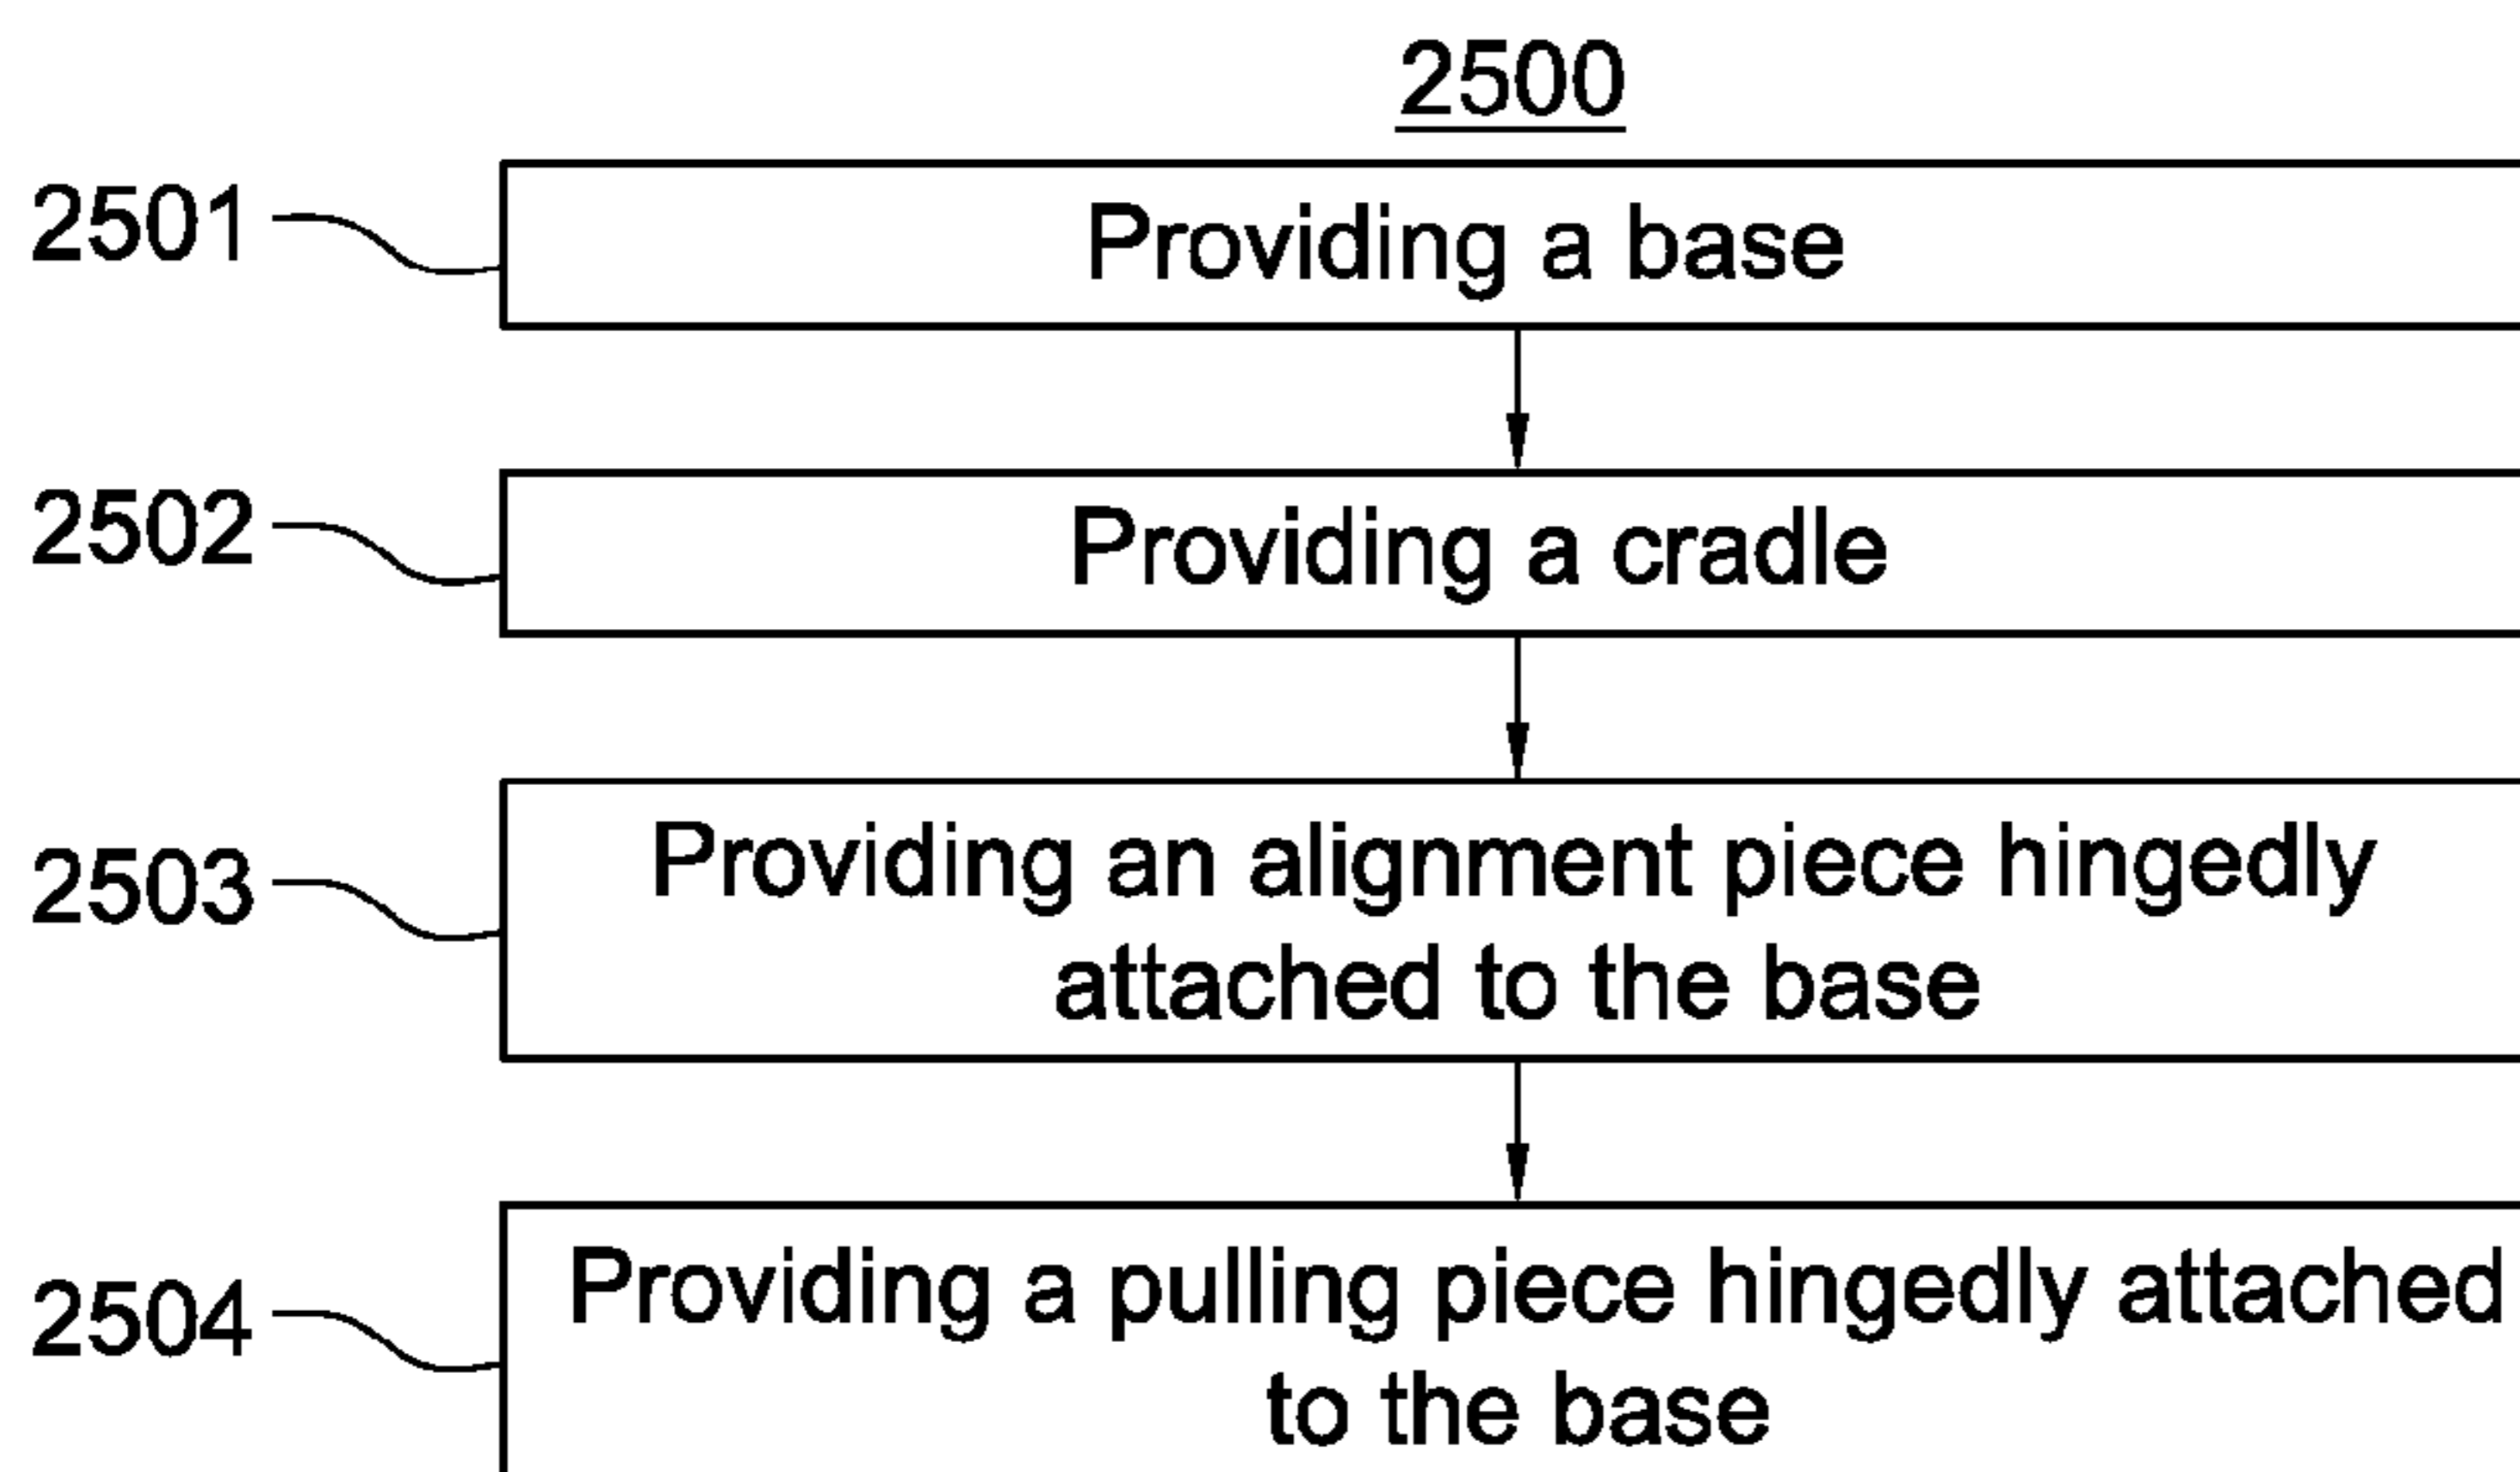 2500
2501
Providing a base
2502
Providing a cradle
2503
Providing an alignment piece hingedly
attached to the base
2504
Providing a pulling piece hingedly attached
to the base